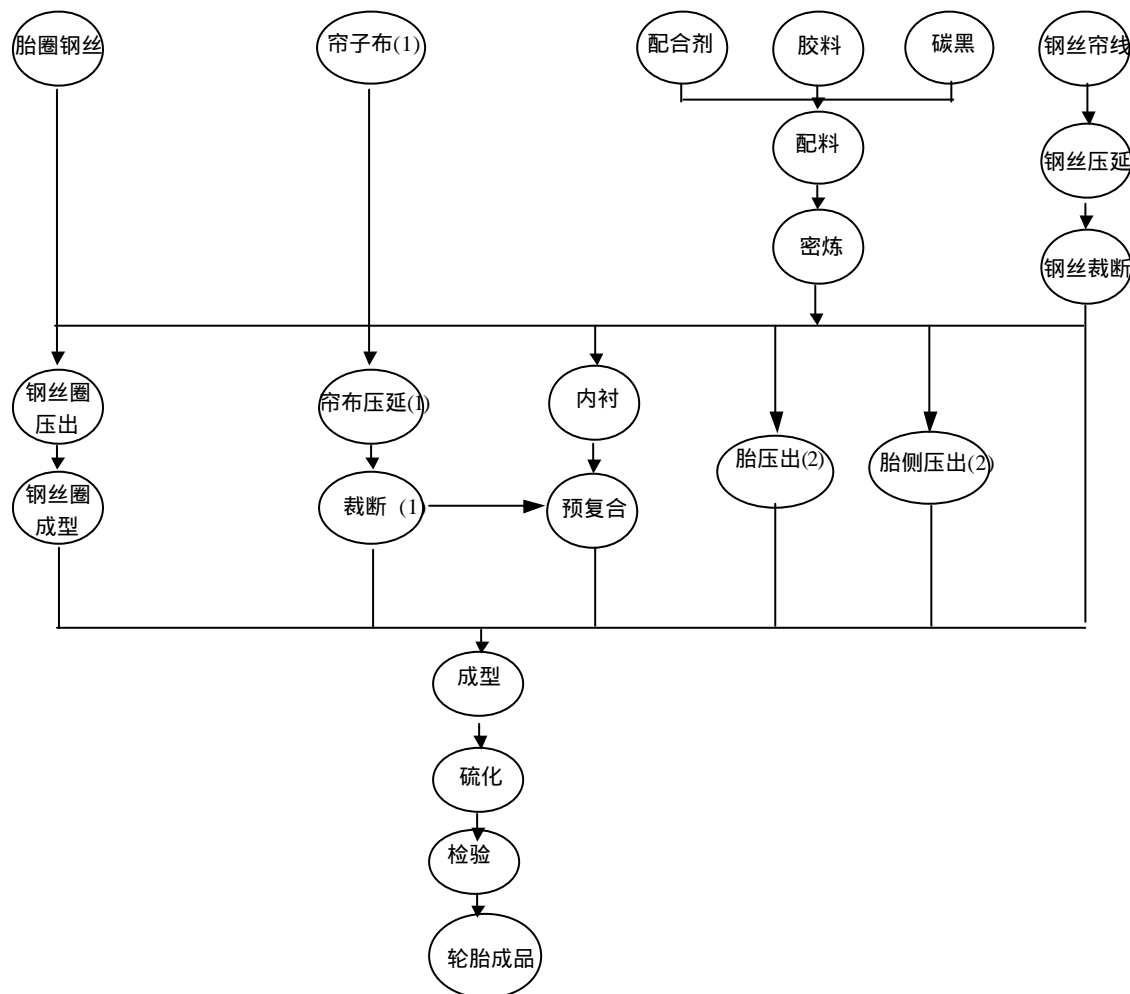 胎圈钢丝
帘子布(1)
配合剂
胶料
碳黑
钢丝帘线
配料
钢丝压延
密炼
钢丝裁断
钢丝圈
压出
帘布压延(1)
内衬
胎压出(2)
胎侧压出(2)
钢丝圈
成型
裁断 (1)
预复合
成型
硫化
检验
轮胎成品